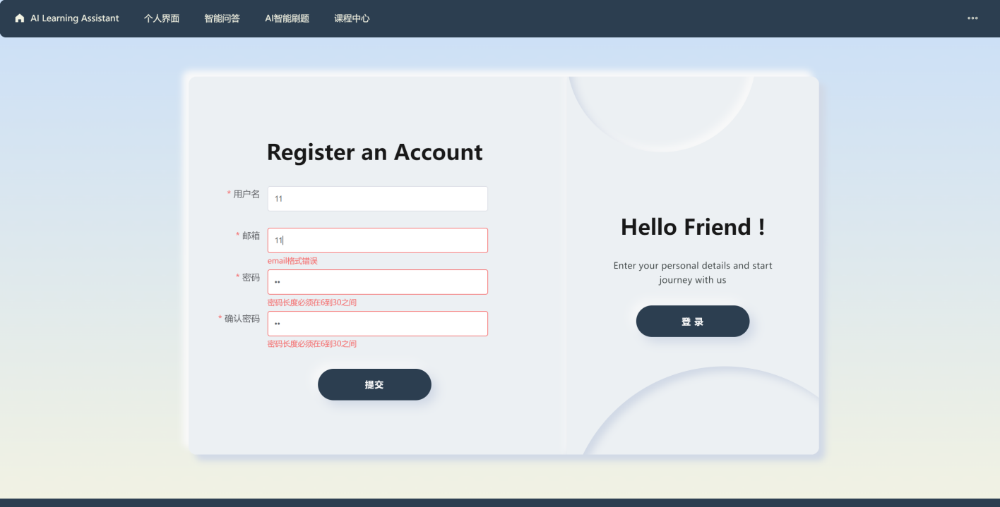 AI Learning Assistant 个人界面 智能问答 AI智能刷题 课程中心
Register an Account
* 用户名 11
* 邮箱 11
email格式错误
* 密码 ••
密码长度必须在6到30之间
* 确认密码 ••
密码长度必须在6到30之间
提交
Hello Friend !
Enter your personal details and start
journey with us
登 录